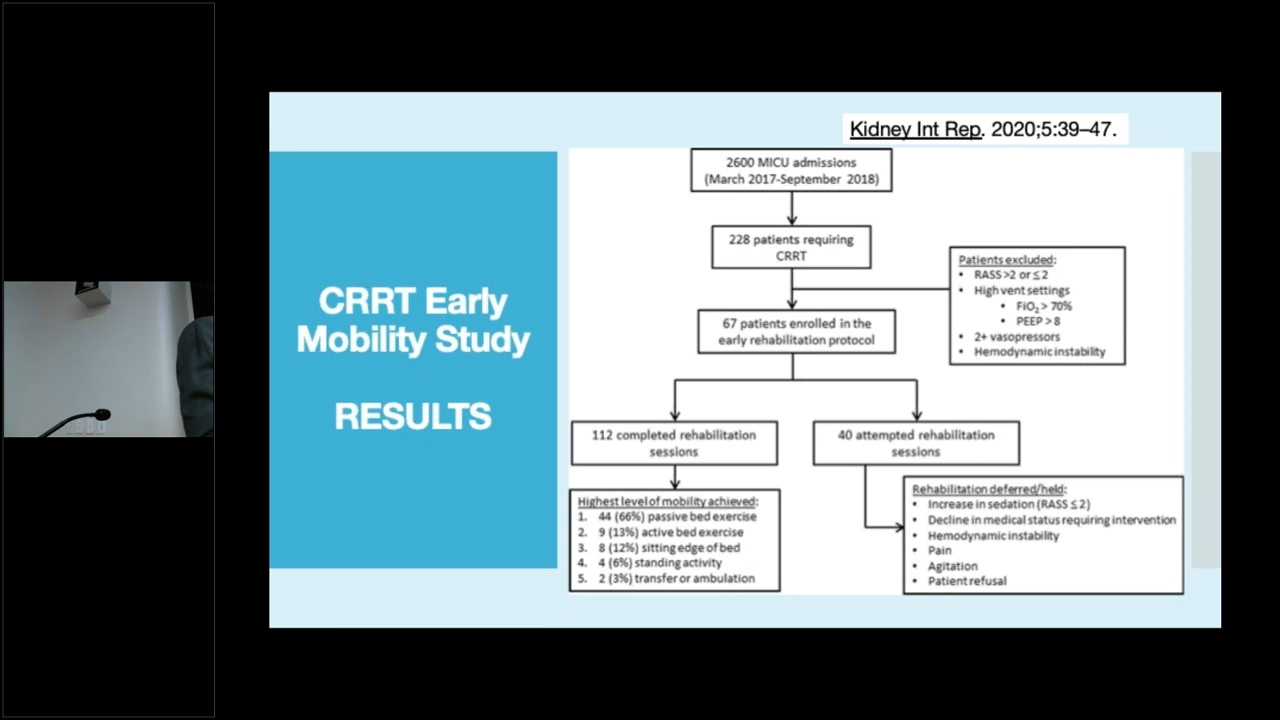 Kidney Int Rep. 2020;5:39–47.
CRRT Early
Mobility Study
RESULTS
2600 MICU admissions
(March 2017-September 2018)
228 patients requiring
CRRT
Patients excluded:
• RASS >2 or ≤ 2
• High vent settings
• FiO₂ > 70%
• PEEP > 8
• 2+ vasopressors
• Hemodynamic instability
67 patients enrolled in the
early rehabilitation protocol
112 completed rehabilitation
sessions
40 attempted rehabilitation
sessions
Highest level of mobility achieved:
1. 44 (66%) passive bed exercise
2. 9 (13%) active bed exercise
3. 8 (12%) sitting edge of bed
4. 4 (6%) standing activity
5. 2 (3%) transfer or ambulation
Rehabilitation deferred/held:
• Increase in sedation (RASS ≤ 2)
• Decline in medical status requiring intervention
• Hemodynamic instability
• Pain
• Agitation
• Patient refusal